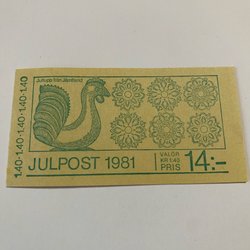 Jultupp från Jämtland
1.40·1.40·1.40·1.40·1.40
JULPOST 1981
VALÖR
KR 1.40
PRIS
14:-